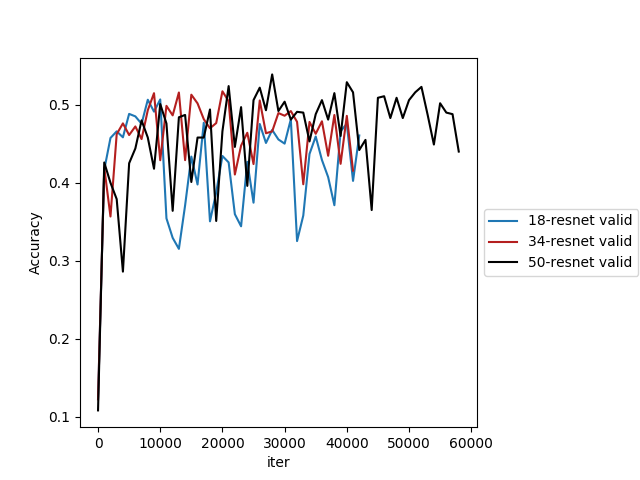 0.5
0.4
0.3
0.2
0.1
Accuracy
0 10000 20000 30000 40000 50000 60000
iter
18-resnet valid
34-resnet valid
50-resnet valid